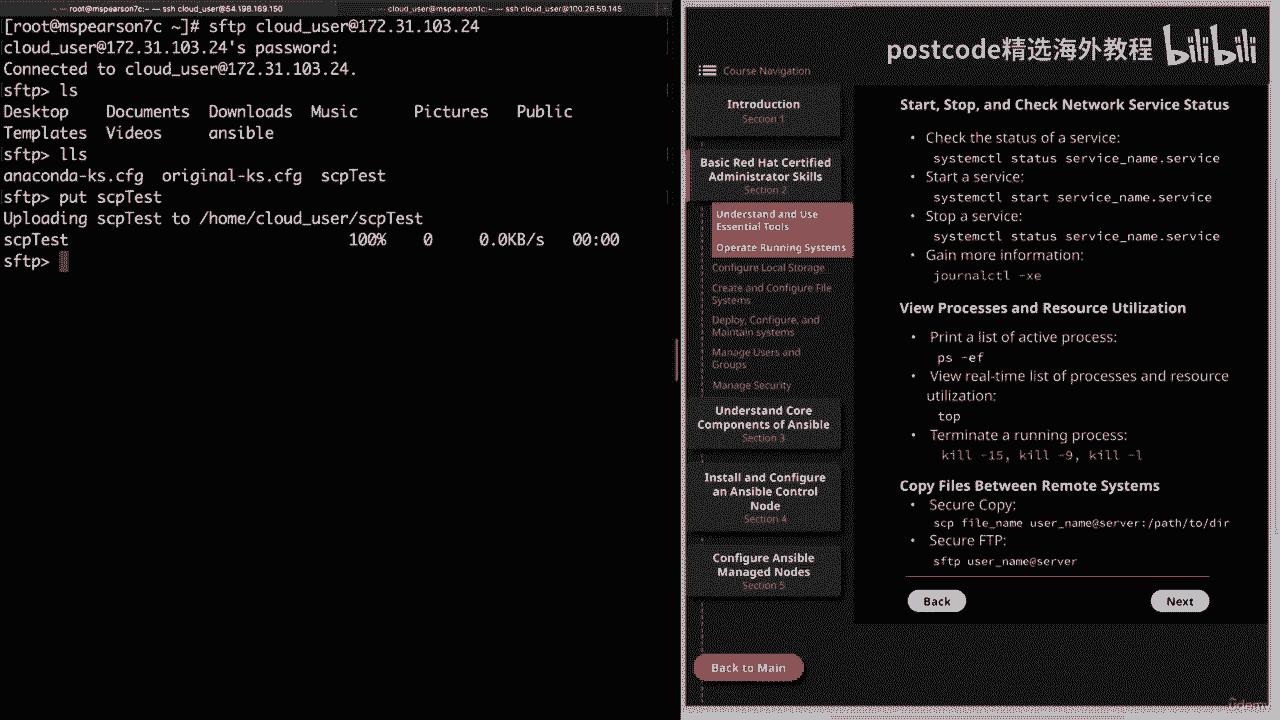 root@mspearson7c:~ — ssh cloud_user@54.198.169.150
cloud_user@mspearson1c:~ — ssh cloud_user@100.26.59.145
[root@mspearson7c ~]# sftp cloud_user@172.31.103.24
cloud_user@172.31.103.24's password:
Connected to cloud_user@172.31.103.24.
sftp> ls
Desktop Documents Downloads Music Pictures Public
Templates Videos ansible
sftp> lls
anaconda-ks.cfg original-ks.cfg scpTest
sftp> put scpTest
Uploading scpTest to /home/cloud_user/scpTest
scpTest 100% 0 0.0KB/s 00:00
sftp>
postcode精选海外教程 bilibili
Course Navigation
Introduction
Section 1
Basic Red Hat Certified
Administrator Skills
Section 2
Understand and Use
Essential Tools
Operate Running Systems
Configure Local Storage
Create and Configure File
Systems
Deploy, Configure, and
Maintain systems
Manage Users and
Groups
Manage Security
Understand Core
Components of Ansible
Section 3
Install and Configure
an Ansible Control
Node
Section 4
Configure Ansible
Managed Nodes
Section 5
Back to Main
Start, Stop, and Check Network Service Status
• Check the status of a service:
systemctl status service_name.service
• Start a service:
systemctl start service_name.service
• Stop a service:
systemctl status service_name.service
• Gain more information:
journalctl -xe
View Processes and Resource Utilization
• Print a list of active process:
ps -ef
• View real-time list of processes and resource
utilization:
top
• Terminate a running process:
kill -15, kill -9, kill -l
Copy Files Between Remote Systems
• Secure Copy:
scp file_name user_name@server:/path/to/dir
• Secure FTP:
sftp user_name@server
Back
Next
ûdemy